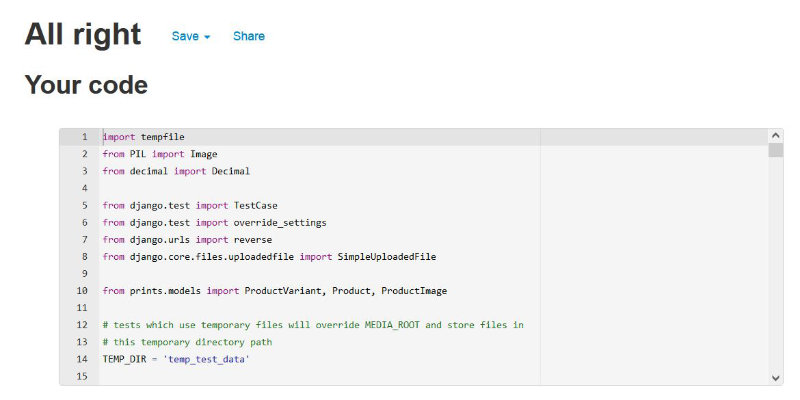 All right Save Share
Your code
1 import tempfile
2 from PIL import Image
3 from decimal import Decimal
4
5 from django.test import TestCase
6 from django.test import override_settings
7 from django.urls import reverse
8 from django.core.files.uploadedfile import SimpleUploadedFile
9
10 from prints.models import ProductVariant, Product, ProductImage
11
12 # tests which use temporary files will override MEDIA_ROOT and store files in
13 # this temporary directory path
14 TEMP_DIR = 'temp_test_data'
15